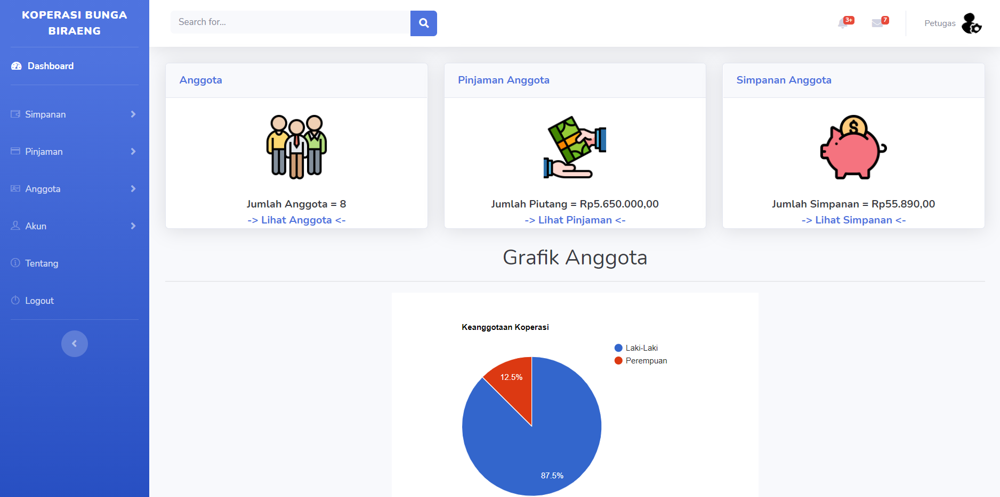 KOPERASI BUNGA
BIRAENG
Dashboard
Simpanan
Pinjaman
Anggota
Akun
Tentang
Logout
Search for...
3+
7
Petugas
Anggota
Jumlah Anggota = 8
-> Lihat Anggota <-
Pinjaman Anggota
Jumlah Piutang = Rp5.650.000,00
-> Lihat Pinjaman <-
Simpanan Anggota
$
Jumlah Simpanan = Rp55.890,00
-> Lihat Simpanan <-
Grafik Anggota
Keanggotaan Koperasi
Laki-Laki
Perempuan
12.5%
87.5%